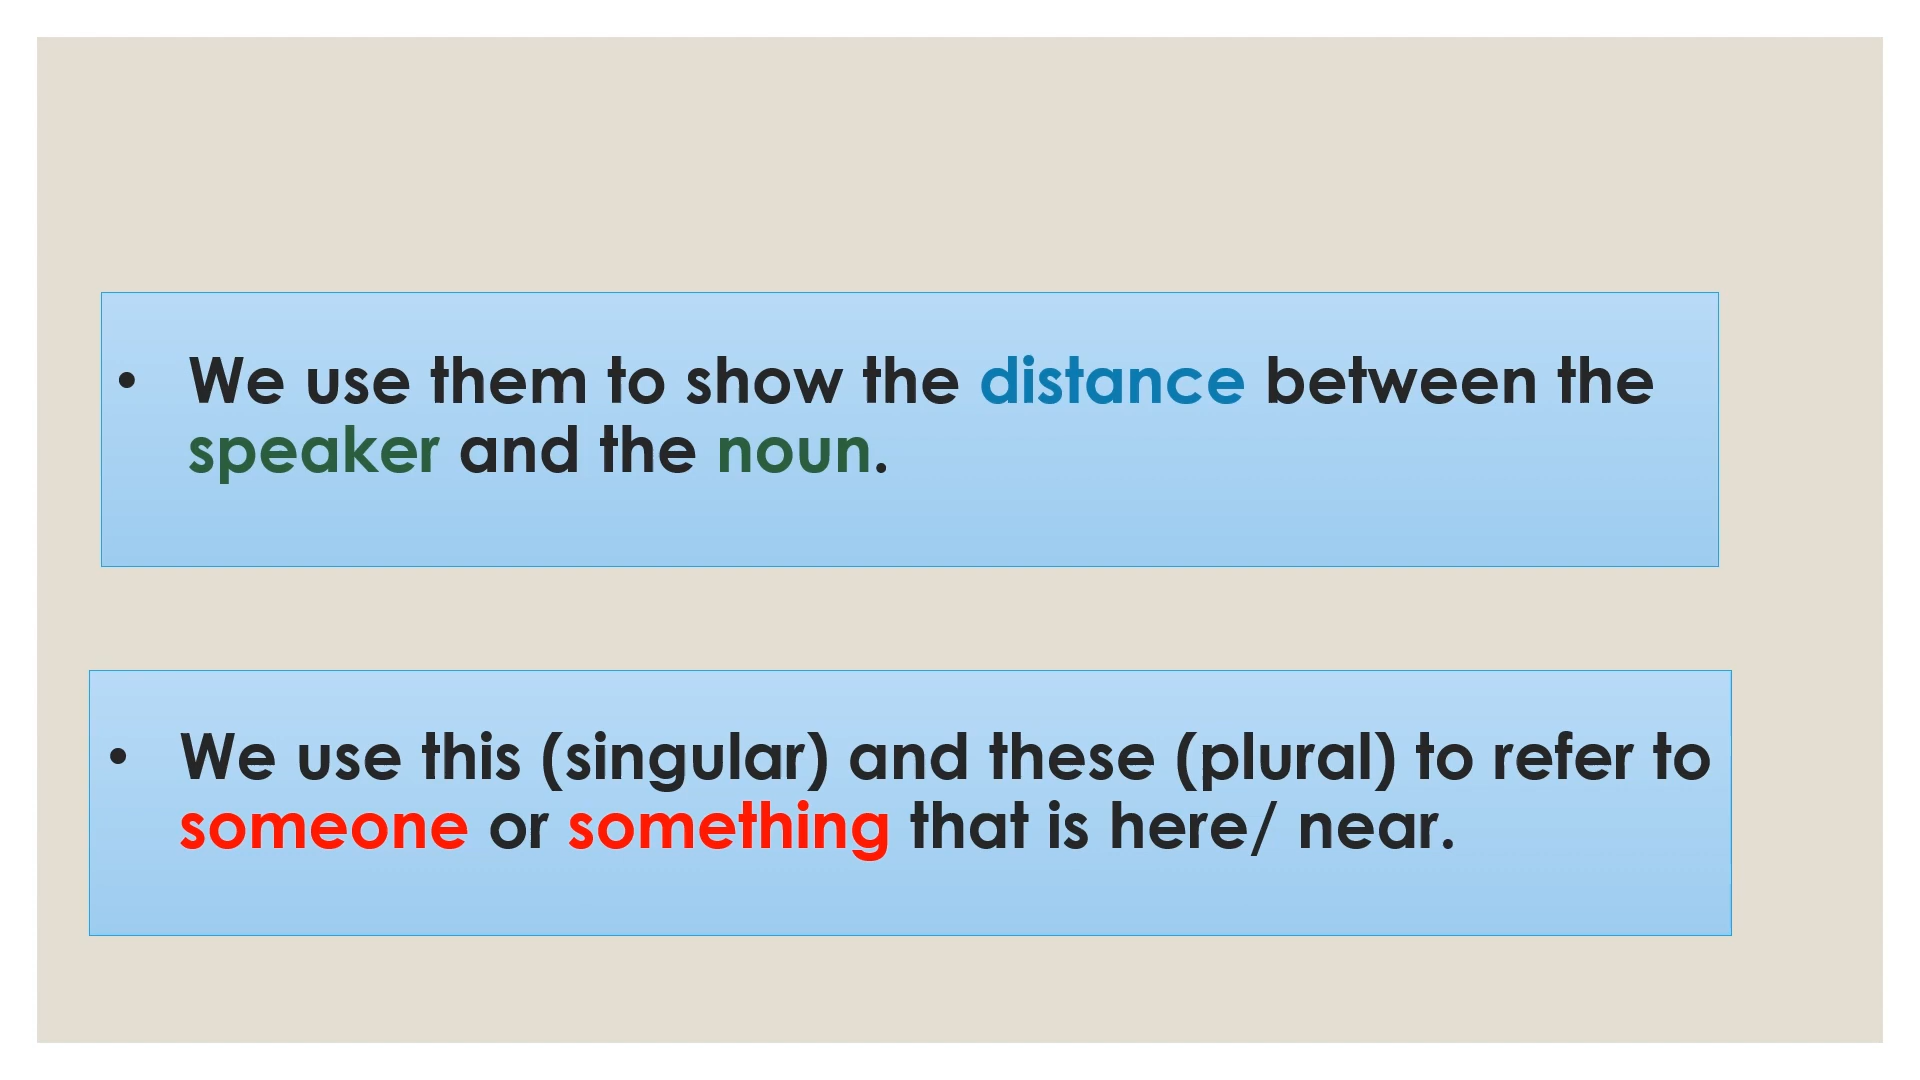 • We use them to show the distance between the
speaker and the noun.
• We use this (singular) and these (plural) to refer to
someone or something that is here/ near.